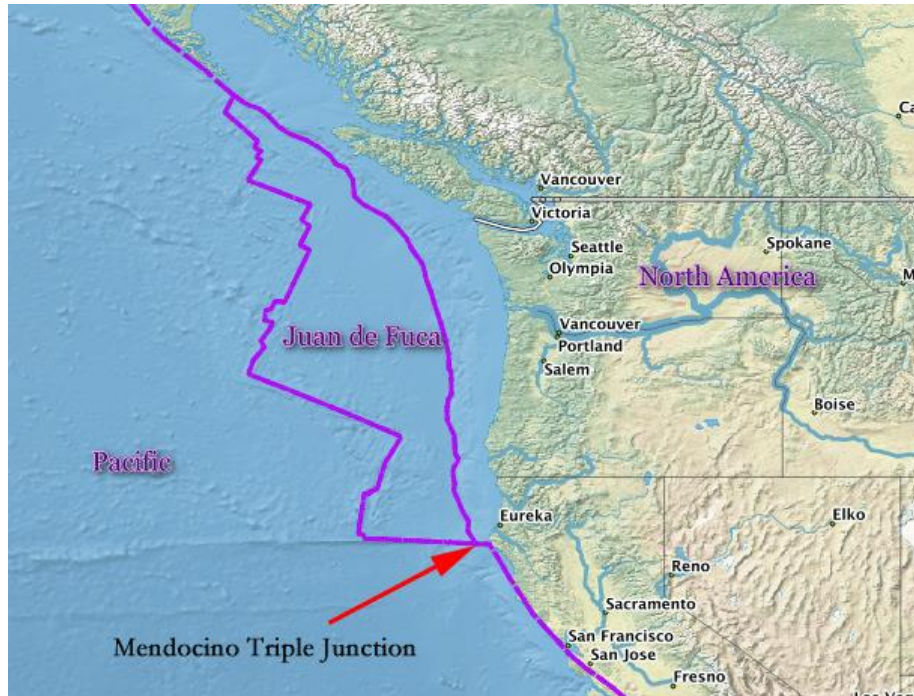 Ca
Vancouver
Victoria
Seattle
Spokane
Olympia
North America
M
Vancouver
Juan de Fuca
Portland
Salem
Boise
Pacific
Eureka
Elko
Reno
Sacramento
Mendocino Triple Junction
San Francisco
San Jose
Fresno